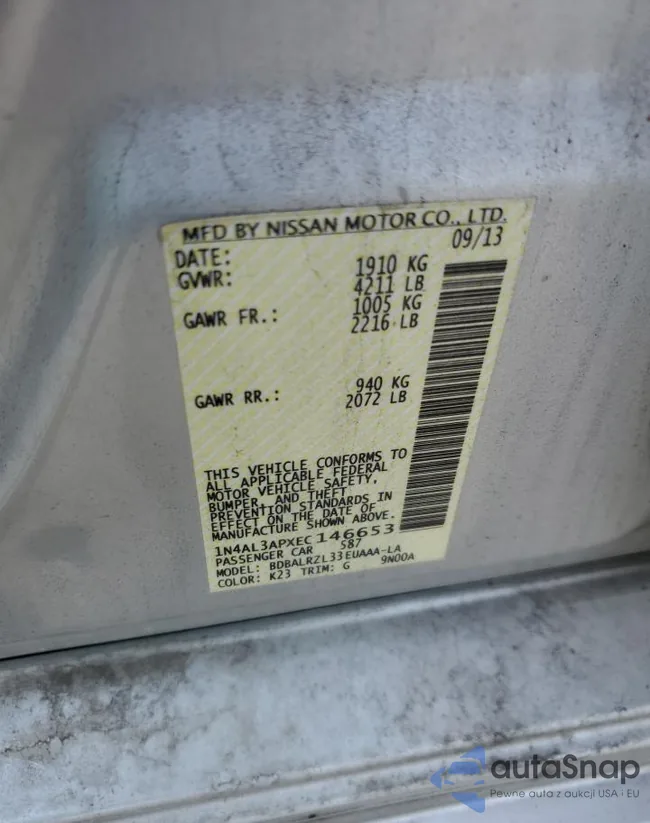 MFD BY NISSAN MOTOR CO., LTD.
DATE: 09/13
GVWR: 1910 KG
4211 LB
GAWR FR.: 1005 KG
2216 LB
GAWR RR.: 940 KG
2072 LB
THIS VEHICLE CONFORMS TO
ALL APPLICABLE FEDERAL
MOTOR VEHICLE SAFETY,
BUMPER, AND THEFT
PREVENTION STANDARDS IN
EFFECT ON THE DATE OF
MANUFACTURE SHOWN ABOVE.
1N4AL3APXEC146653
PASSENGER CAR 587
MODEL: BDBALRZL33EUAAA-LA
COLOR: K23 TRIM: G 9N00A
autaSnap
Pewne auta z aukcji USA i EU